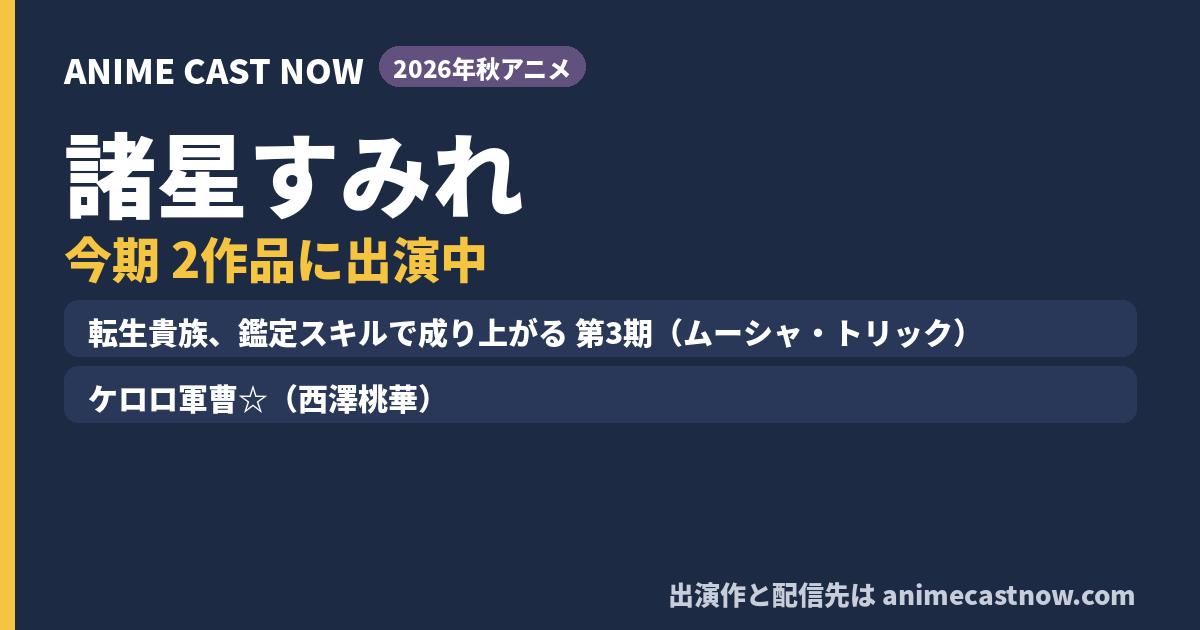 ANIME CAST NOW 2026年秋アニメ
諸星すみれ
今期 2作品に出演中
転生貴族、鑑定スキルで成り上がる 第3期（ムーシャ・トリック）
ケロロ軍曹☆（西澤桃華）
出演作と配信先は animecastnow.com